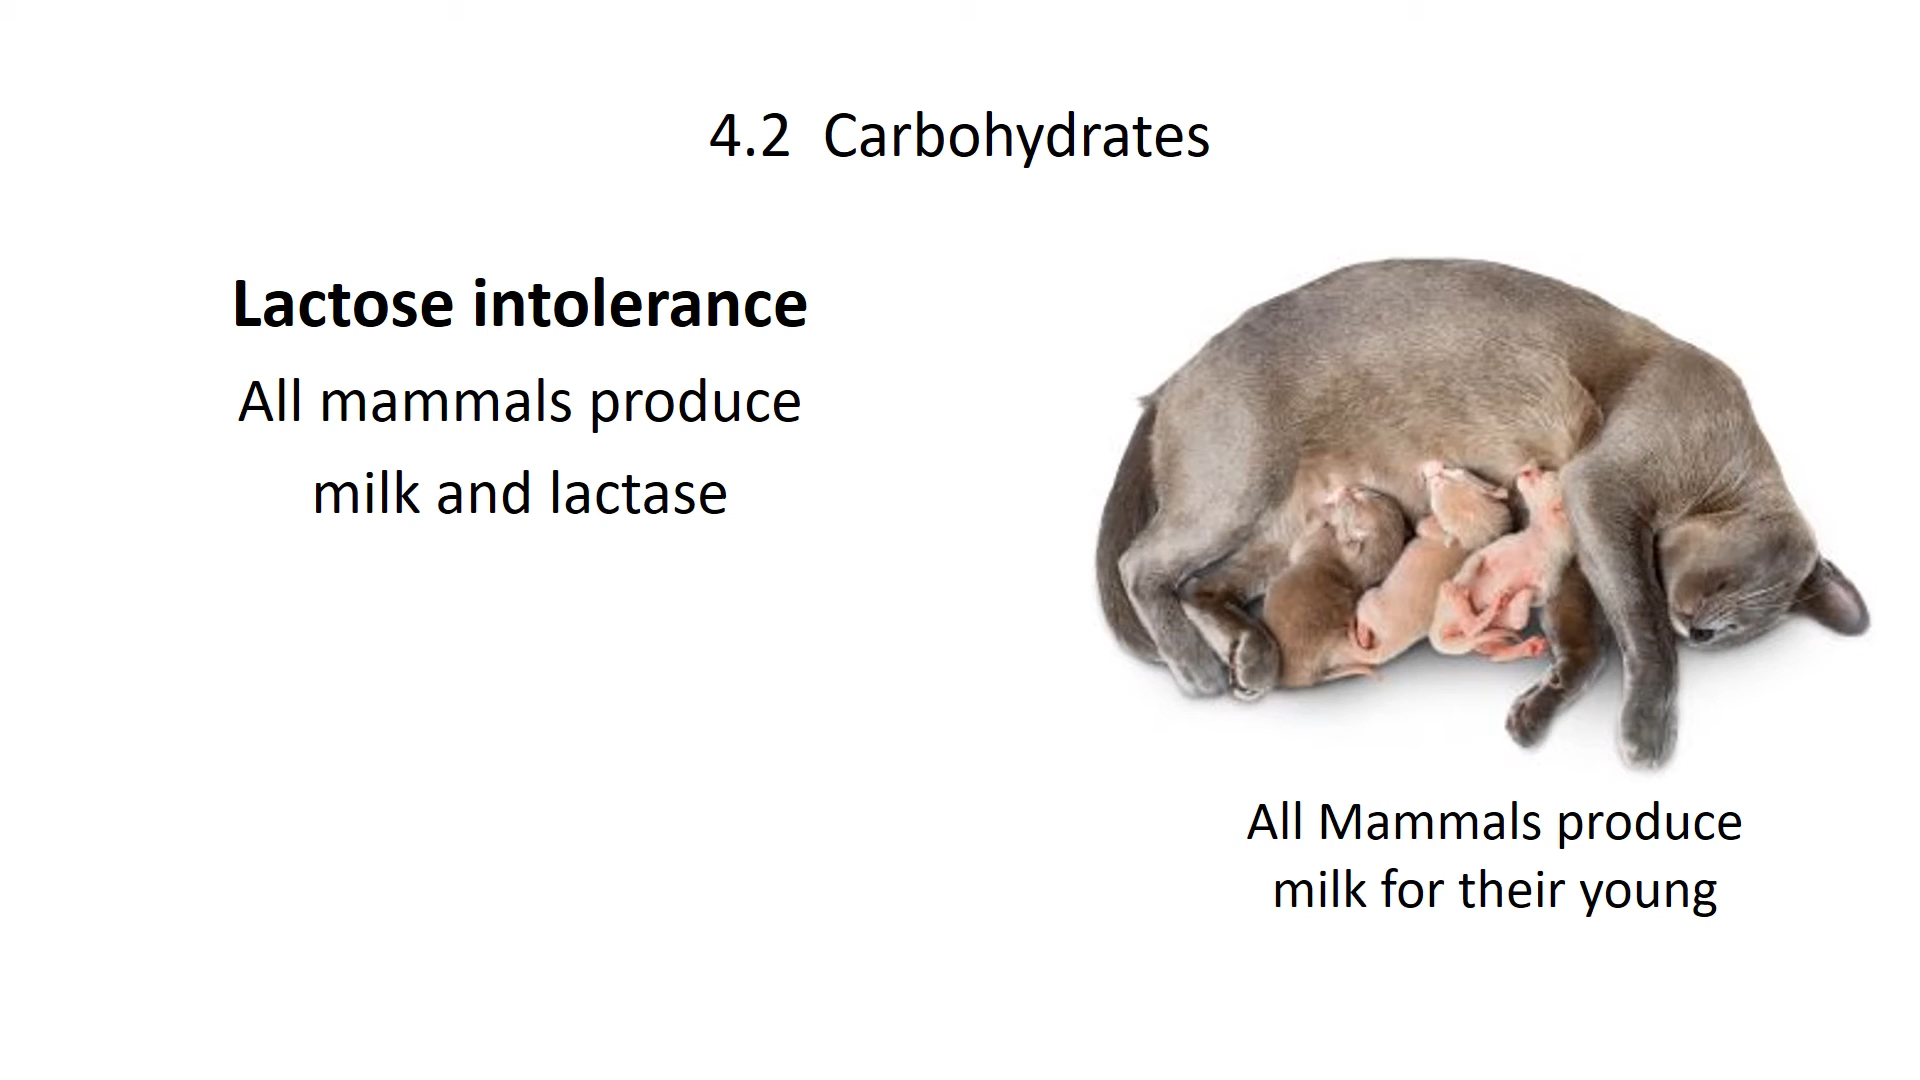 4.2  Carbohydrates
Lactose intolerance
All mammals produce
milk and lactase
All Mammals produce
milk for their young